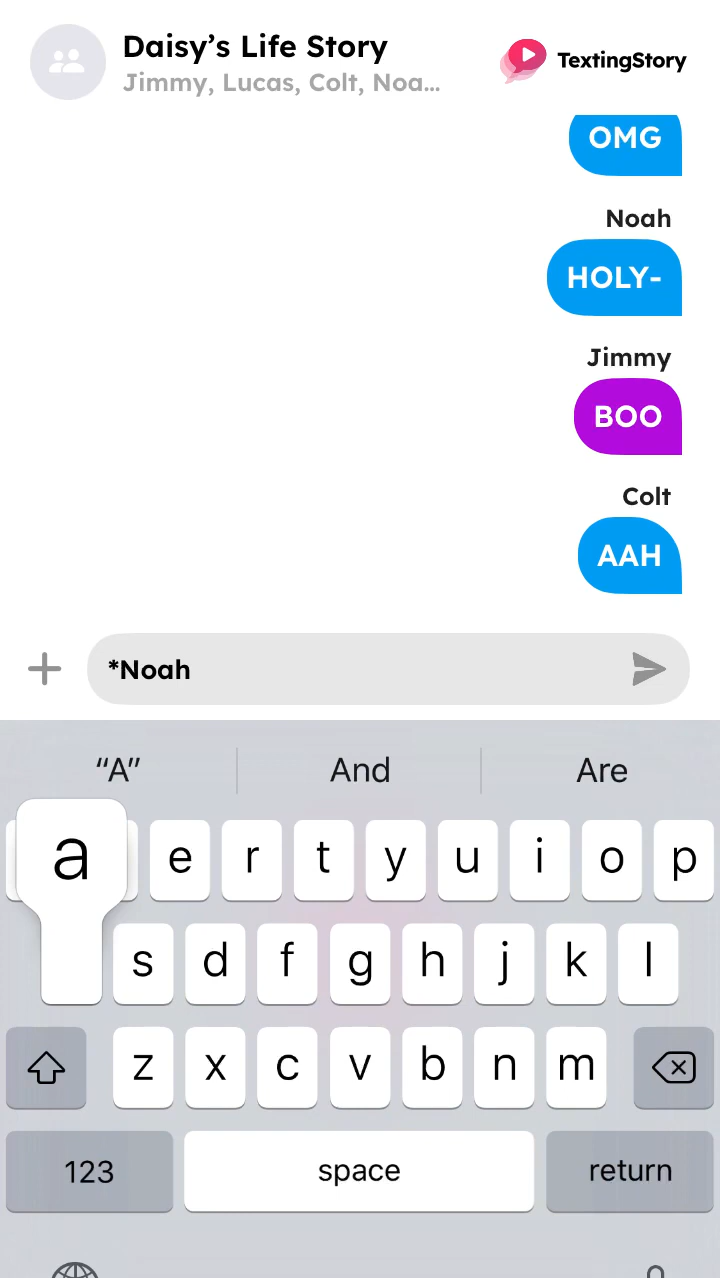 Daisy’s Life Story
Jimmy, Lucas, Colt, Noa...
TextingStory
OMG
Noah
HOLY-
Jimmy
BOO
Colt
AAH
*Noah
“A”
And
Are
a
e r t y u i o p
s d f g h j k l
z x c v b n m
123
space
return